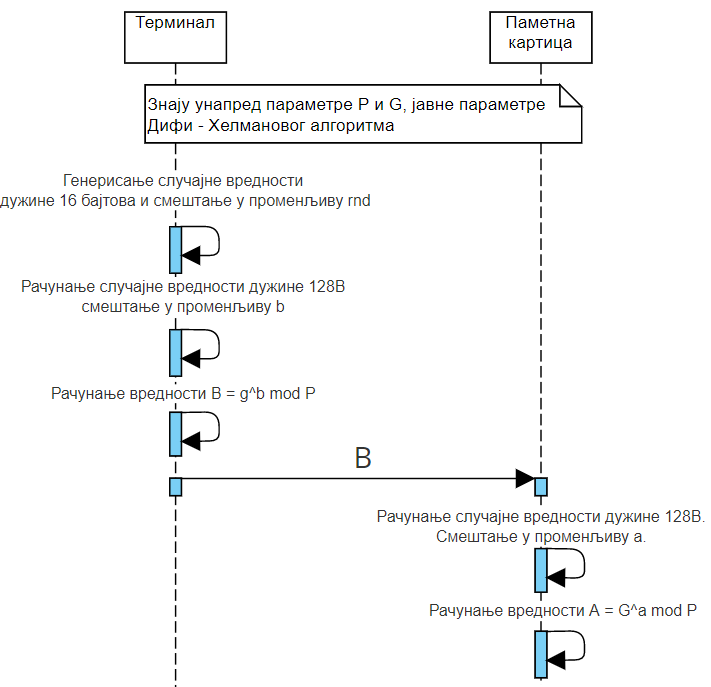 Терминал
Паметна
картица
Знају унапред параметре P и G, јавне параметре
Дифи - Хелмановог алгоритма
Генерисање случајне вредности
дужине 16 бајтова и смештање у променљиву rnd
Рачунање случајне вредности дужине 128B
смештање у променљиву b
Рачунање вредности B = g^b mod P
B
Рачунање случајне вредности дужине 128B.
Смештање у променљиву a.
Рачунање вредности A = G^a mod P